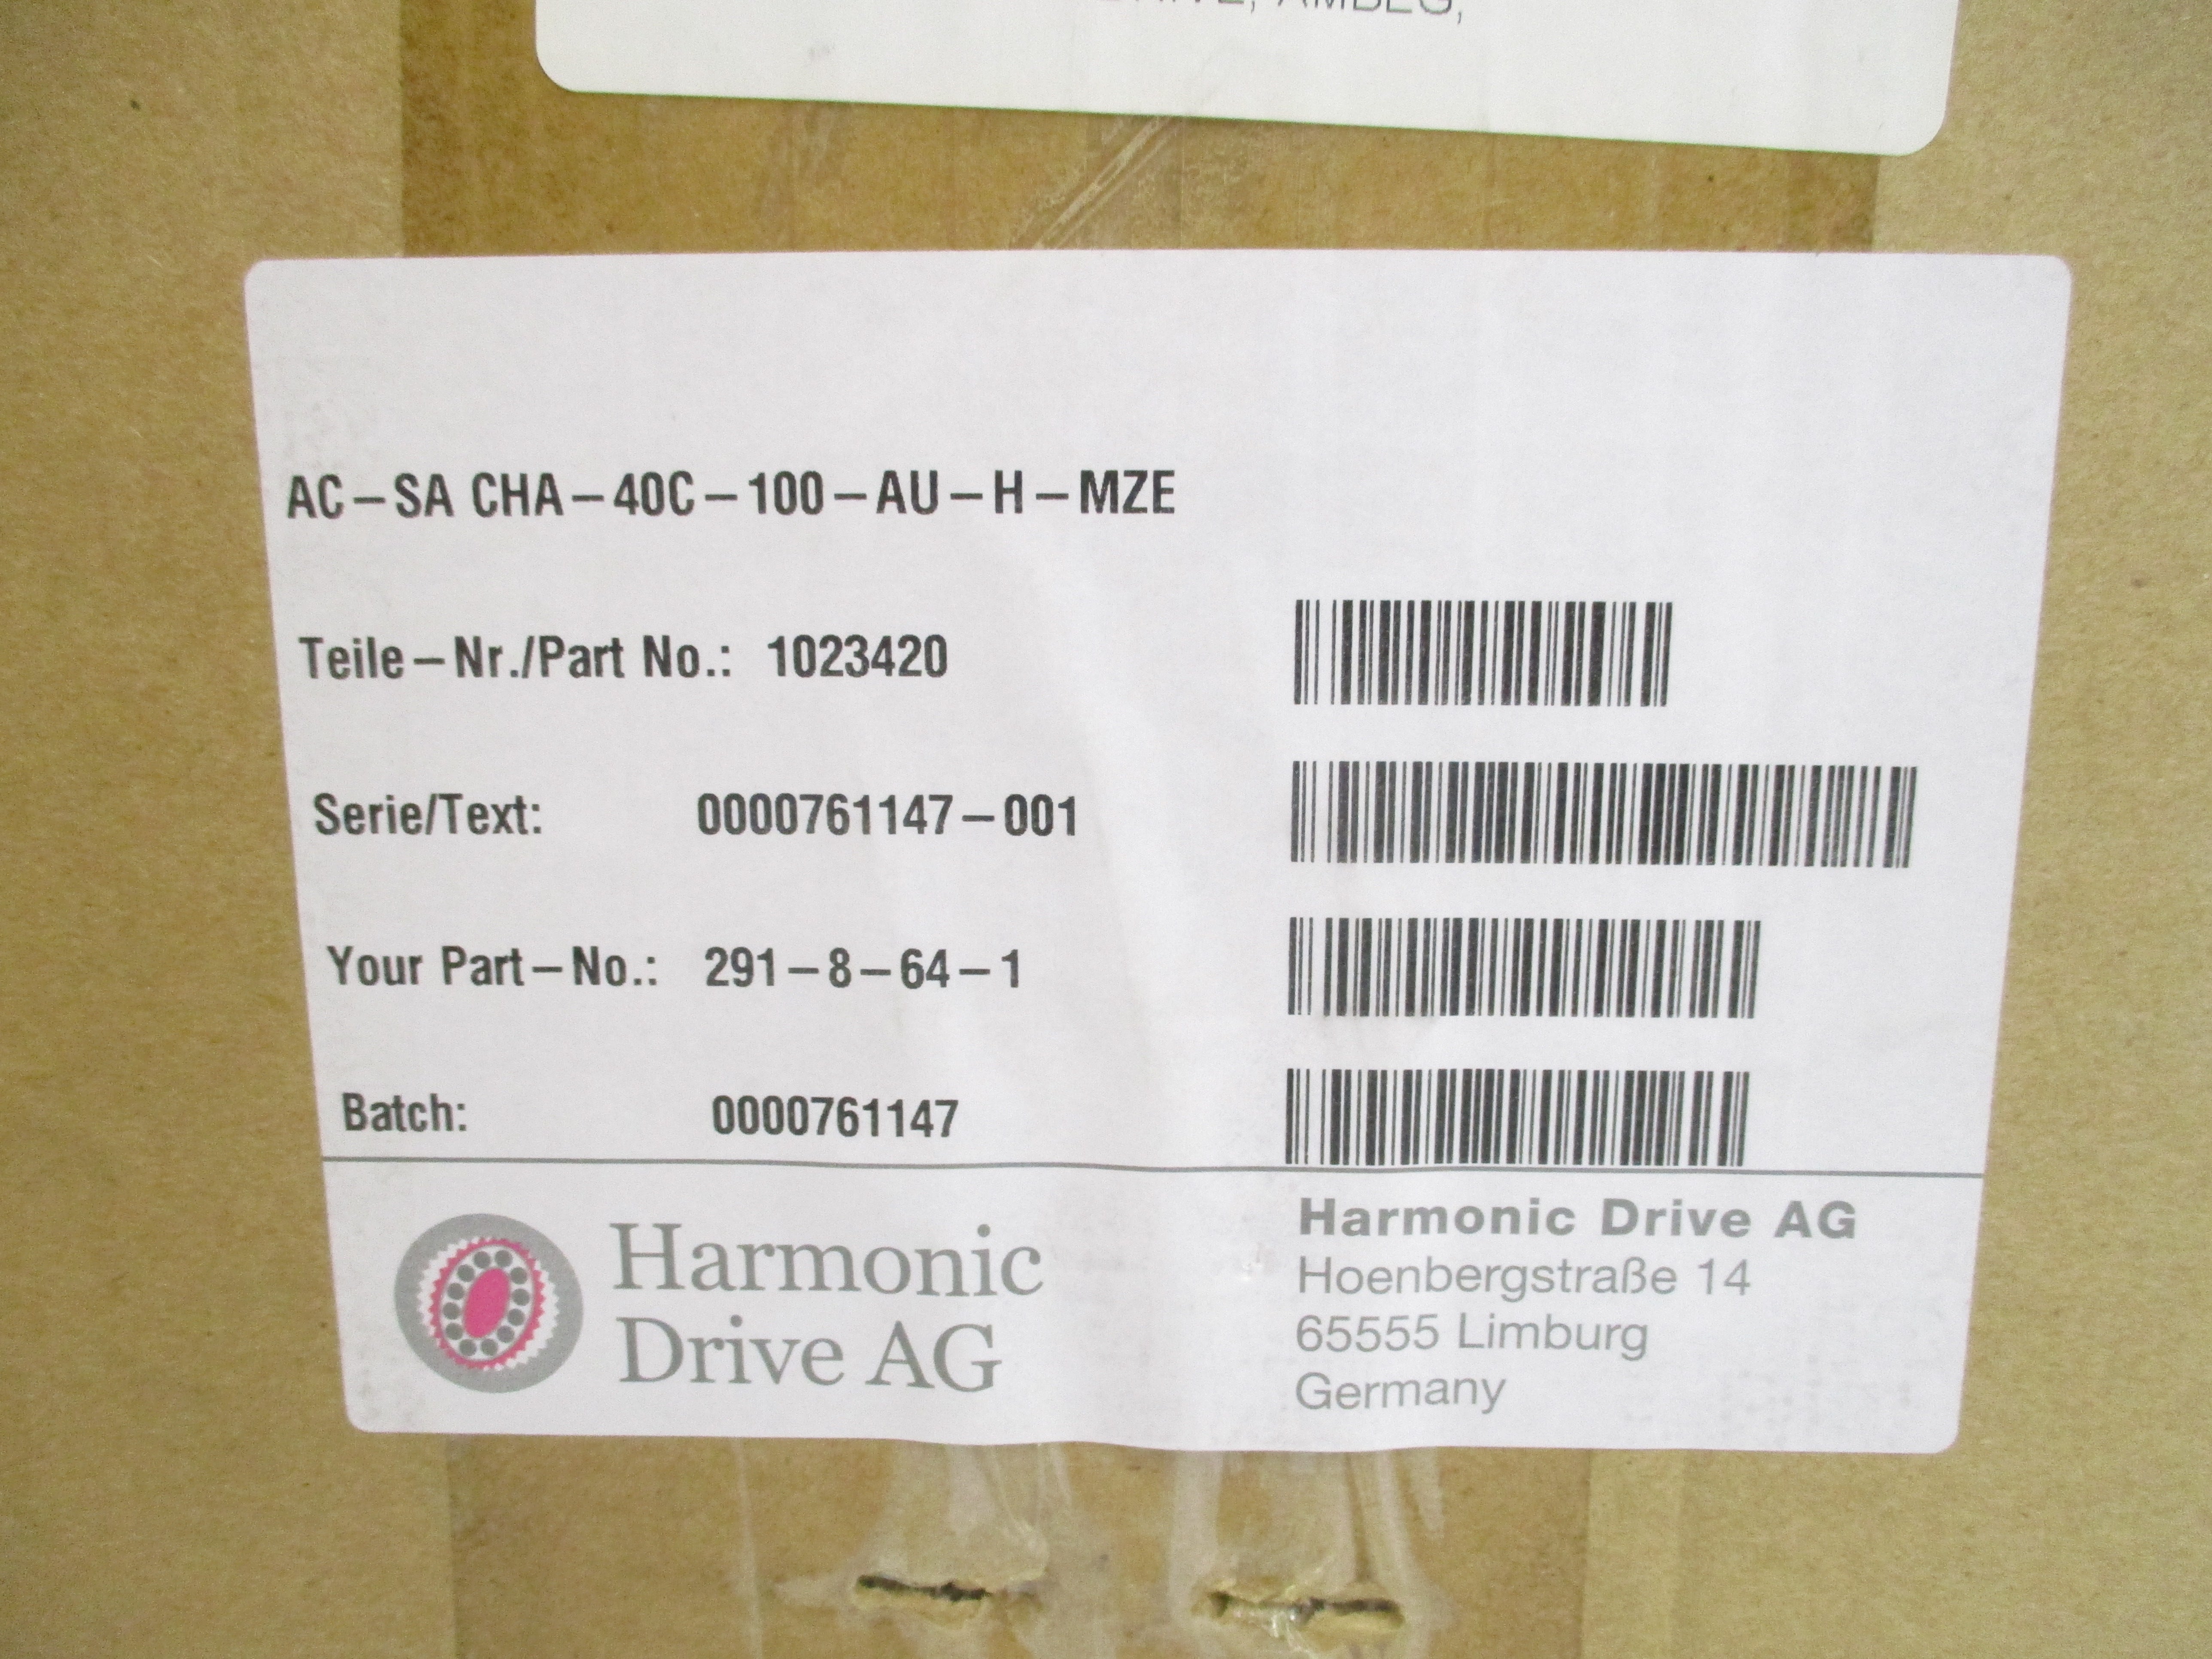 AMBEG,
AC-SA CHA-40C-100-AU-H-MZE
Teile-Nr./Part No.: 1023420
Serie/Text: 0000761147-001
Your Part-No.: 291-8-64-1
Batch: 0000761147
Harmonic
Drive AG
Harmonic Drive AG
Hoenbergstraße 14
65555 Limburg
Germany